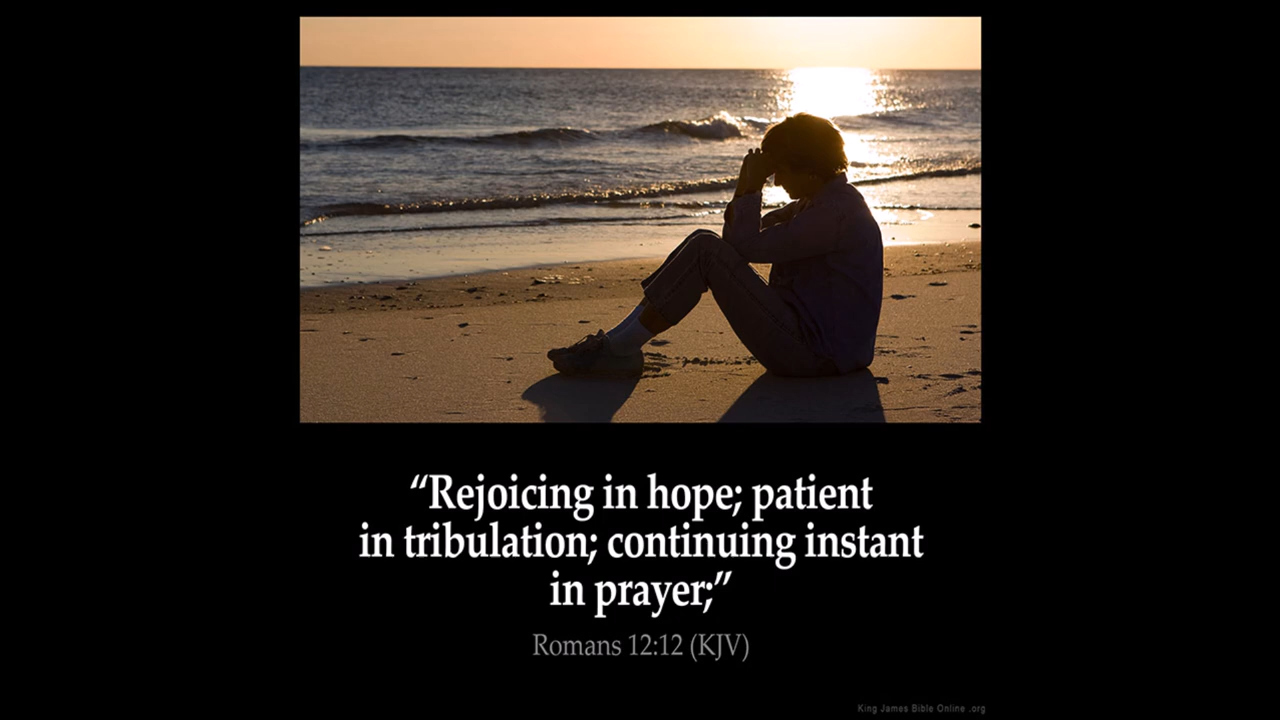 “Rejoicing in hope; patient
in tribulation; continuing instant
in prayer;”
Romans 12:12 (KJV)
King James Bible Online .org